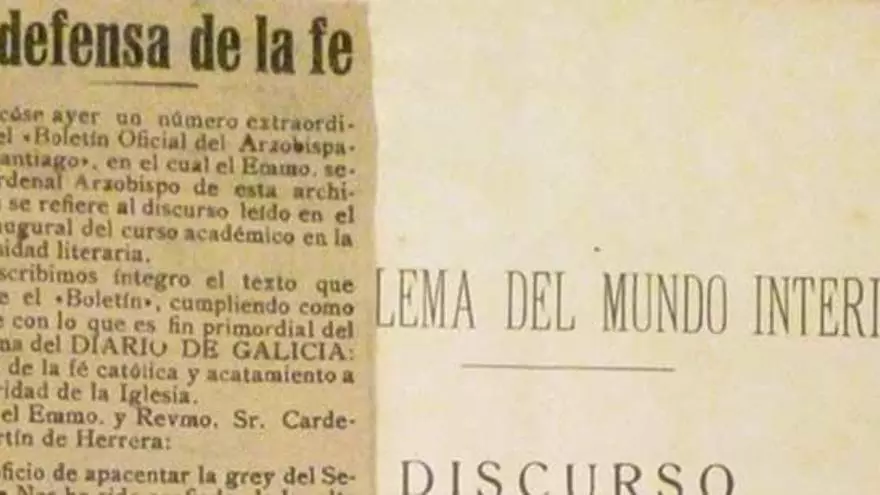 defensa de la fe
cóse ayer un número extraordi-
el «Boletín Oficial del Arzobispa-
antiago», en el cual el Emmo. se-
rdenal Arzobispo de esta archi-
se refiere al discurso leído en el
ugural del curso académico en la
sidad literaria.
scribimos íntegro el texto que
e el «Boletín», cumpliendo como
e con lo que es fin primordial del
ma del DIARIO DE GALICIA:
de la fé católica y acatamiento a
ridad de la Iglesia.
el Emmo. y Revmo. Sr. Carde-
rtín de Herrera:
oficio de apacentar la grey del Se-
LEMA DEL MUNDO INTERI
DISCURSO